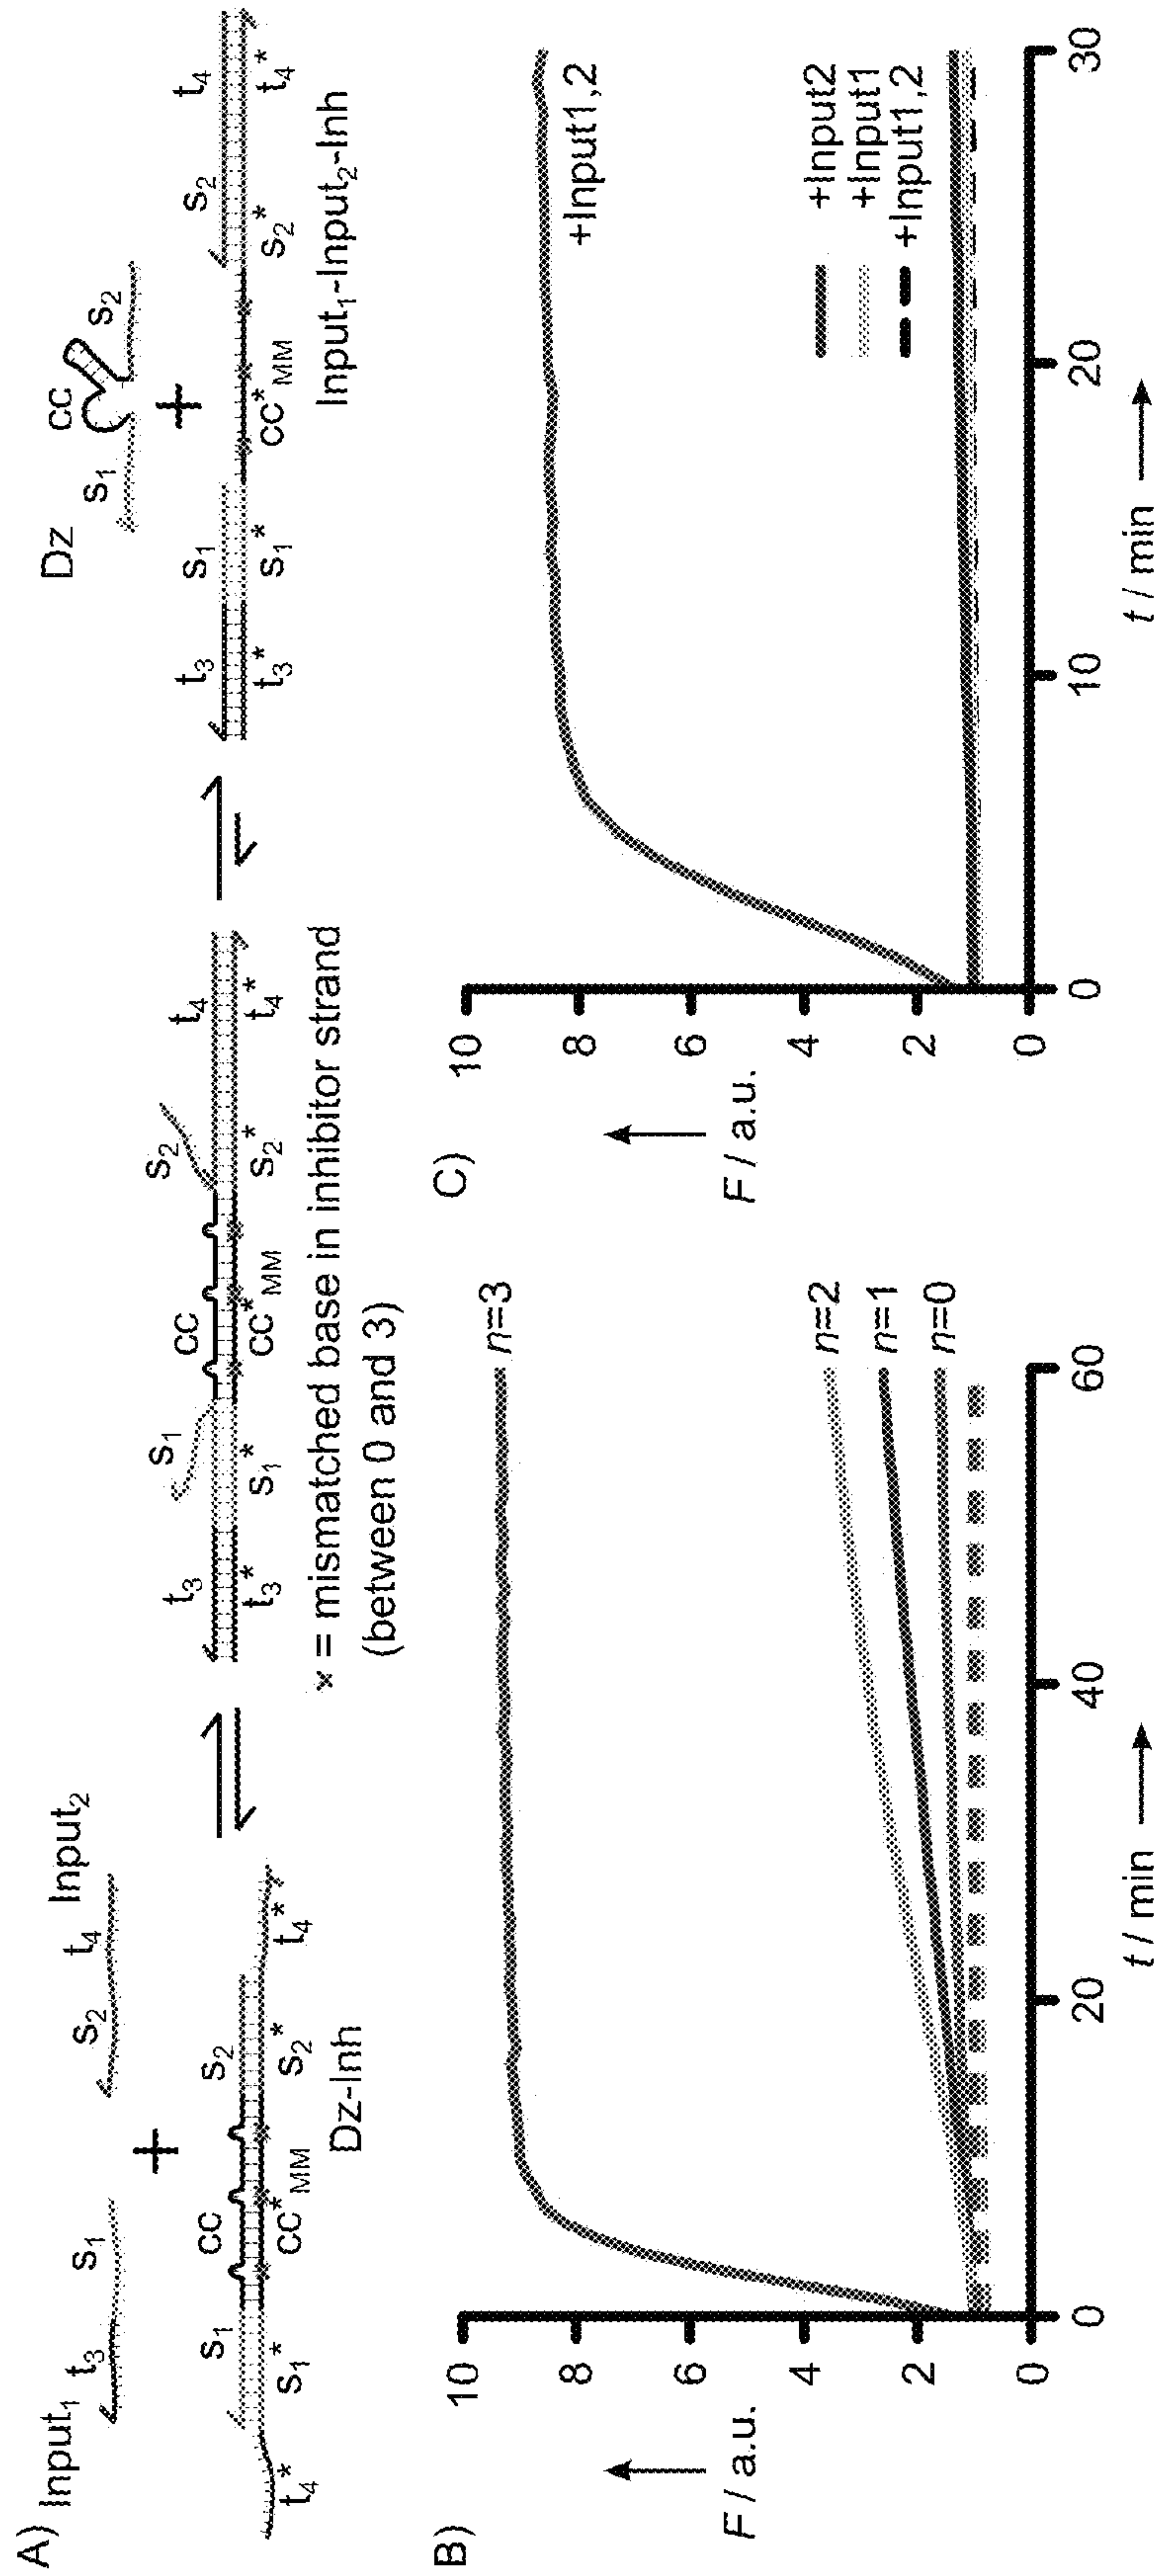 A)
Input₁ t₃ s₁ s₂ t₄ Input₂
+
t₄* s₁ s₁* cc cc*MM s₂ s₂* t₄*
Dz-Inh
t₃ s₁ cc s₂ t₄
t₃* s₁* cc*MM s₂* t₄*
× = mismatched base in inhibitor strand
(between 0 and 3)
Dz s₁ cc s₂
+
t₃ s₁ s₂ t₄
t₃* s₁* cc*MM s₂* t₄*
Input₁-Input₂-Inh
B)
F / a.u.
10
8
6
4
2
0
0 20 40 60
t / min
n=3
n=2
n=1
n=0
C)
F / a.u.
10
8
6
4
2
0
0 10 20 30
t / min
+Input1,2
+Input2
+Input1
+Input1,2